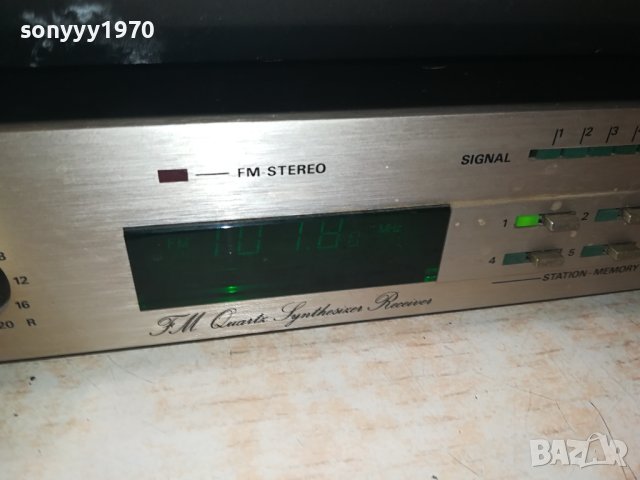 sonyyy1970
FM STEREO
SIGNAL
1 2 3
FM 101.8 MHz
1 2
4 5
STATION-MEMORY
8
12
16
20 R
FM Quartz Synthesizer Receiver
BAZAR